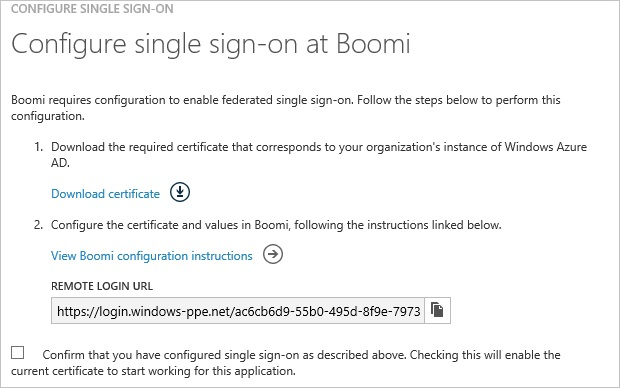 CONFIGURE SINGLE SIGN-ON
Configure single sign-on at Boomi
Boomi requires configuration to enable federated single sign-on. Follow the steps below to perform this
configuration.
1. Download the required certificate that corresponds to your organization's instance of Windows Azure
AD.
Download certificate
2. Configure the certificate and values in Boomi, following the instructions linked below.
View Boomi configuration instructions
REMOTE LOGIN URL
https://login.windows-ppe.net/ac6cb6d9-55b0-495d-8f9e-7973
Confirm that you have configured single sign-on as described above. Checking this will enable the
current certificate to start working for this application.